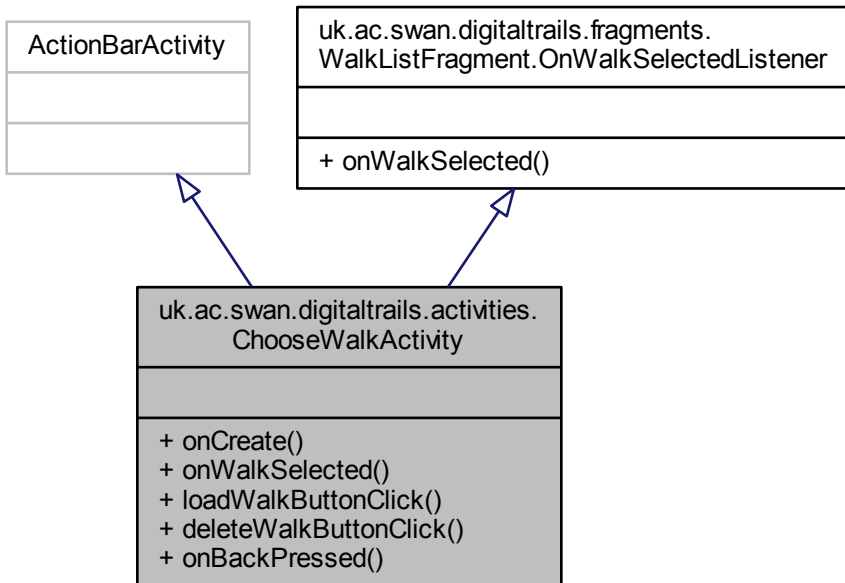 ActionBarActivity
uk.ac.swan.digitaltrails.fragments.
WalkListFragment.OnWalkSelectedListener
+ onWalkSelected()
uk.ac.swan.digitaltrails.activities.
ChooseWalkActivity
+ onCreate()
+ onWalkSelected()
+ loadWalkButtonClick()
+ deleteWalkButtonClick()
+ onBackPressed()